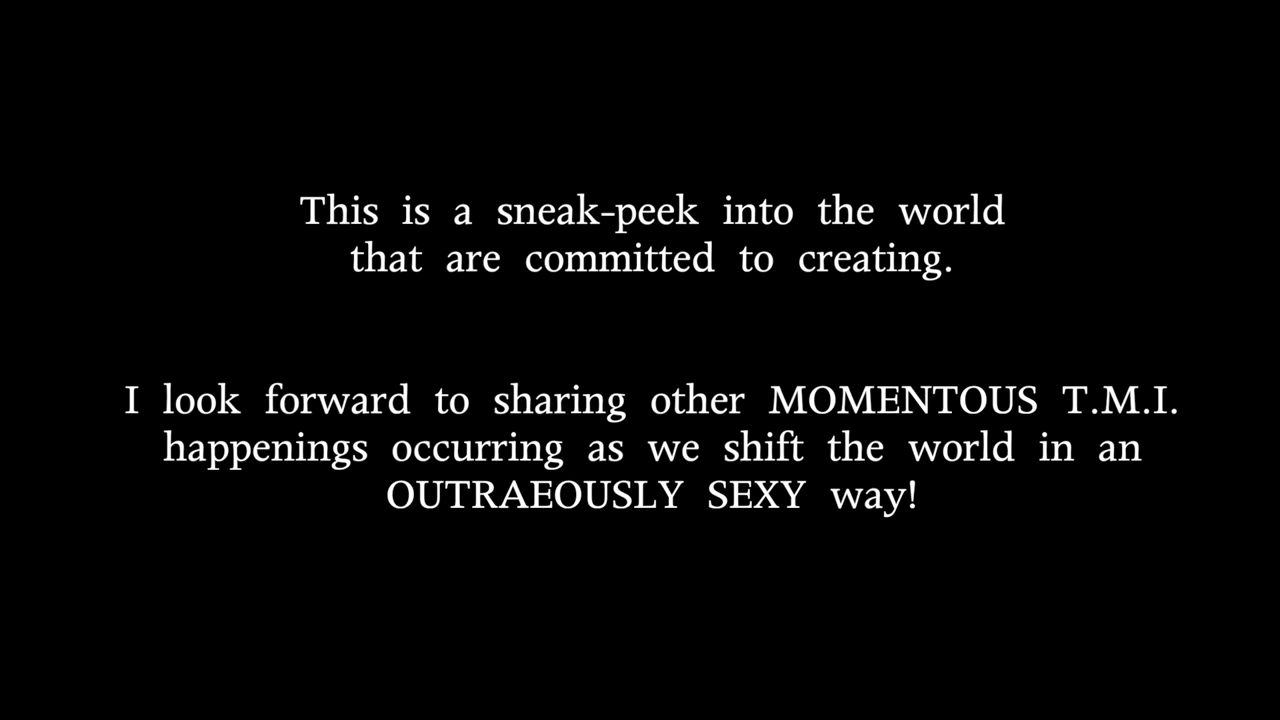 This is a sneak-peek into the world
that are committed to creating.
I look forward to sharing other MOMENTOUS T.M.I.
happenings occurring as we shift the world in an
OUTRAEOUSLY SEXY way!